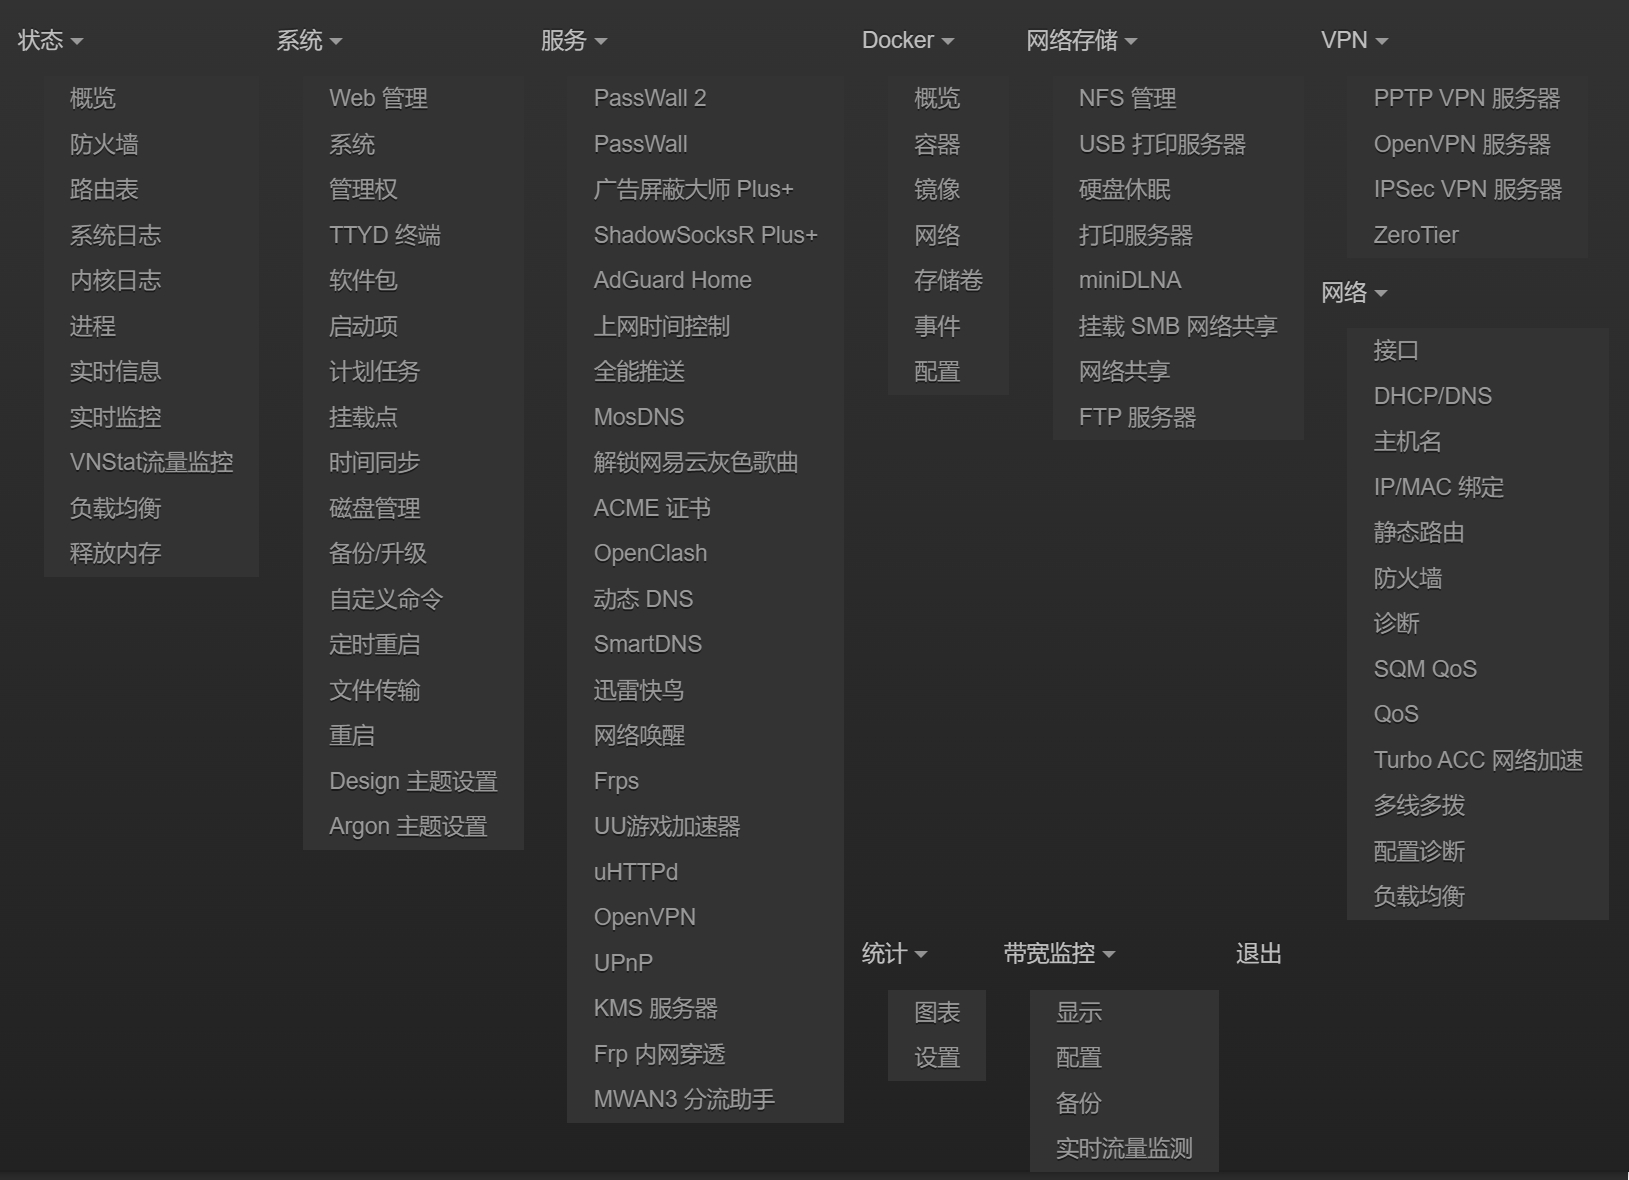 状态
概览
防火墙
路由表
系统日志
内核日志
进程
实时信息
实时监控
VNStat流量监控
负载均衡
释放内存
系统
Web 管理
系统
管理权
TTYD 终端
软件包
启动项
计划任务
挂载点
时间同步
磁盘管理
备份/升级
自定义命令
定时重启
文件传输
重启
Design 主题设置
Argon 主题设置
服务
PassWall 2
PassWall
广告屏蔽大师 Plus+
ShadowSocksR Plus+
AdGuard Home
上网时间控制
全能推送
MosDNS
解锁网易云灰色歌曲
ACME 证书
OpenClash
动态 DNS
SmartDNS
迅雷快鸟
网络唤醒
Frps
UU游戏加速器
uHTTPd
OpenVPN
UPnP
KMS 服务器
Frp 内网穿透
MWAN3 分流助手
Docker
概览
容器
镜像
网络
存储卷
事件
配置
网络存储
NFS 管理
USB 打印服务器
硬盘休眠
打印服务器
miniDLNA
挂载 SMB 网络共享
网络共享
FTP 服务器
VPN
PPTP VPN 服务器
OpenVPN 服务器
IPSec VPN 服务器
ZeroTier
网络
接口
DHCP/DNS
主机名
IP/MAC 绑定
静态路由
防火墙
诊断
SQM QoS
QoS
Turbo ACC 网络加速
多线多拨
配置诊断
负载均衡
统计
图表
设置
带宽监控
显示
配置
备份
实时流量监测
退出